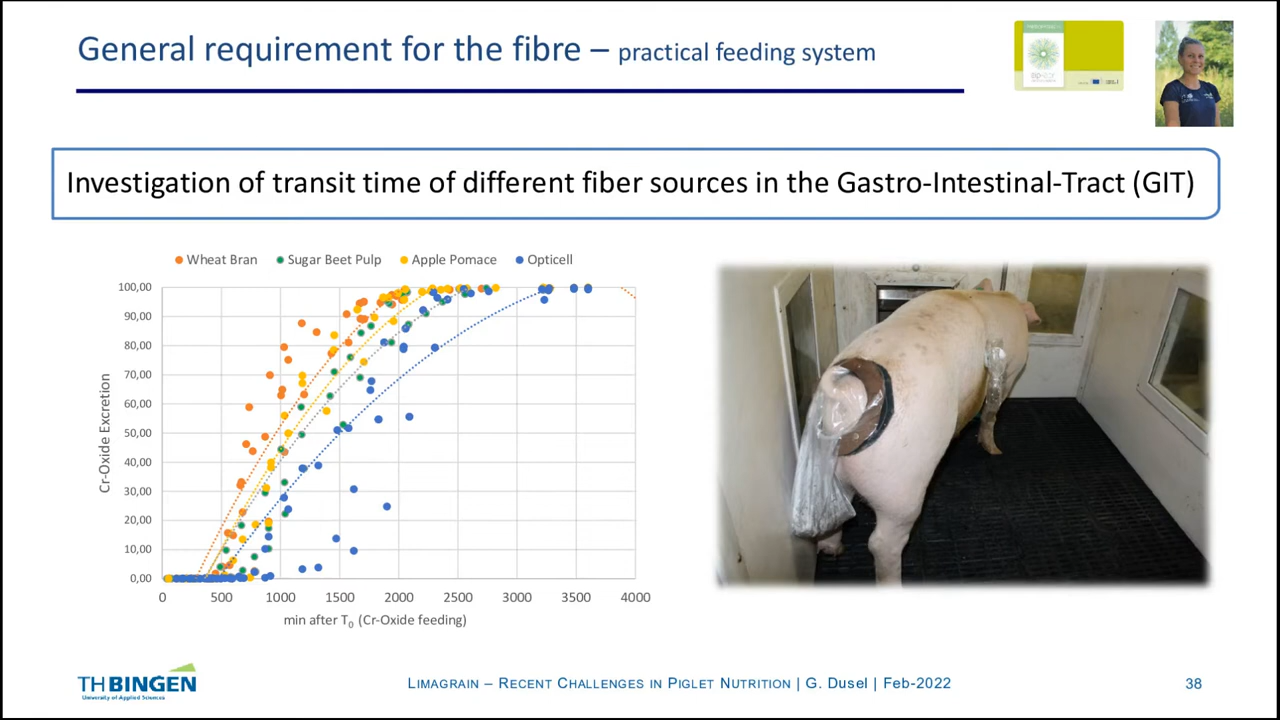 General requirement for the fibre – practical feeding system
Investigation of transit time of different fiber sources in the Gastro-Intestinal-Tract (GIT)
Wheat Bran Sugar Beet Pulp Apple Pomace Opticell
100,00
90,00
80,00
70,00
60,00
50,00
40,00
30,00
20,00
10,00
0,00
Cr-Oxide Excretion
0 500 1000 1500 2000 2500 3000 3500 4000
min after T0 (Cr-Oxide feeding)
TH BINGEN
University of Applied Sciences
LIMAGRAIN – RECENT CHALLENGES IN PIGLET NUTRITION | G. Dusel | Feb-2022
38